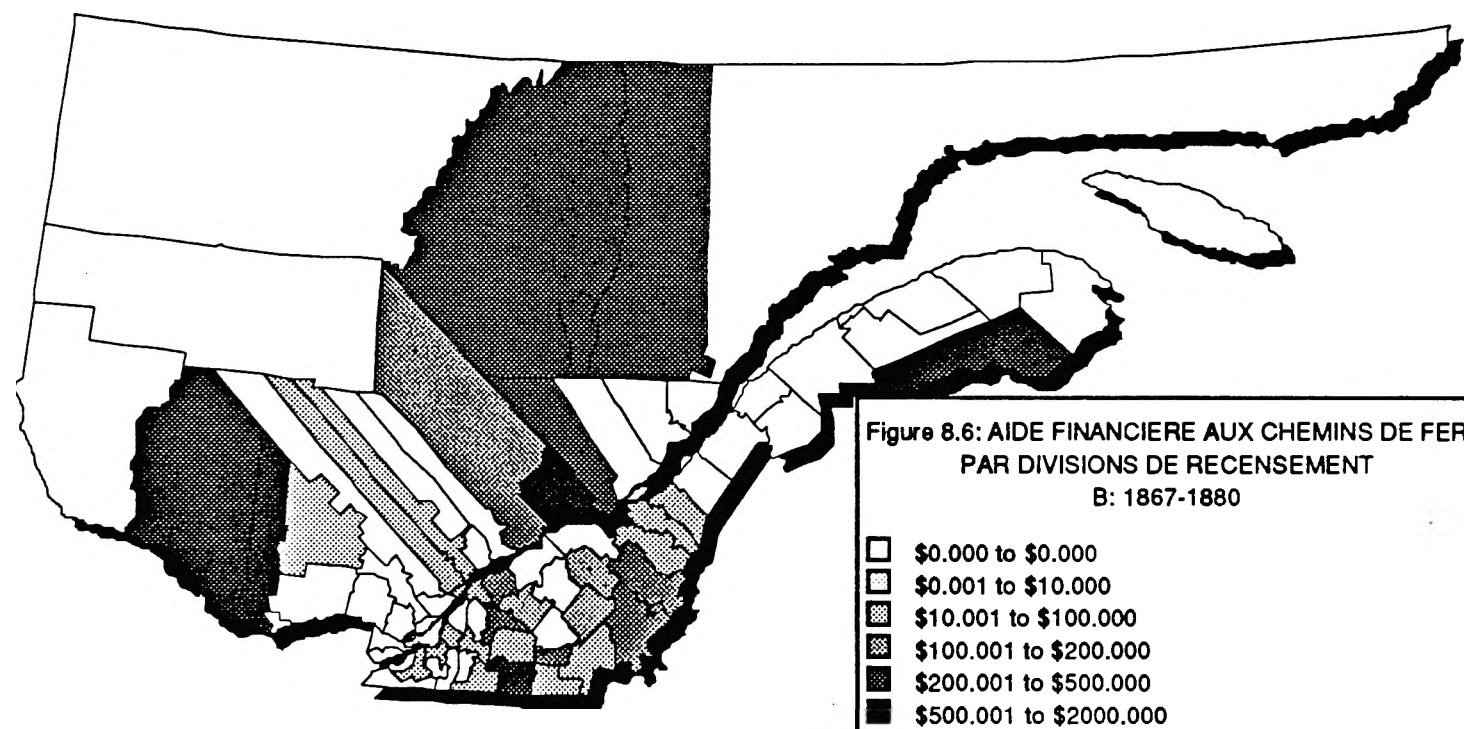 Figure 8.6: AIDE FINANCIERE AUX CHEMINS DE FER
PAR DIVISIONS DE RECENSEMENT
B: 1867-1880
$0.000 to $0.000
$0.001 to $10.000
$10.001 to $100.000
$100.001 to $200.000
$200.001 to $500.000
$500.001 to $2000.000